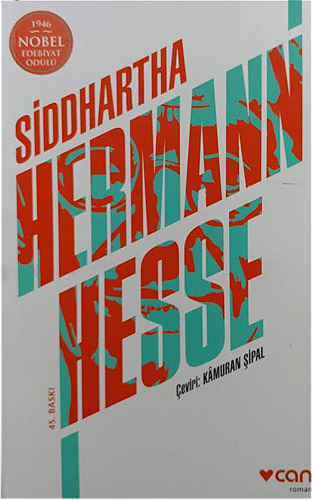 1946
NOBEL
EDEBİYAT
ÖDÜLÜ
SİDDHARTHA
HERMANN
HESSE
Çeviri: KÂMURAN ŞİPAL
45. BASKI
can
roman